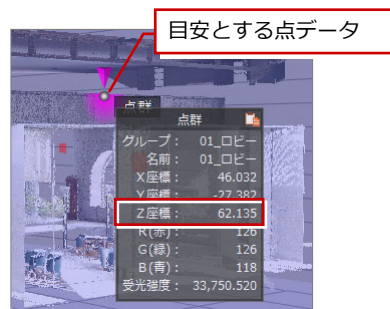 目安とする点データ
点群
点群
グループ： 01_ロビー
名前： 01_ロビー
X座標： 46.032
Y座標： -27.382
Z座標： 62.135
R(赤)： 126
G(緑)： 126
B(青)： 118
受光強度： 33,750.520